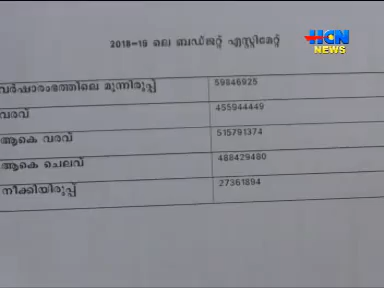 HCN
NEWS
2018-19 ലെ ബഡ്ജറ്റ് എസ്റ്റിമേറ്റ്
വർഷാരംഭത്തിലെ മുന്നിരുപ്പ് 59846925
വരവ് 455944449
ആകെ വരവ് 515791374
ആകെ ചെലവ് 488429480
നീക്കിയിരുപ്പ് 27361894